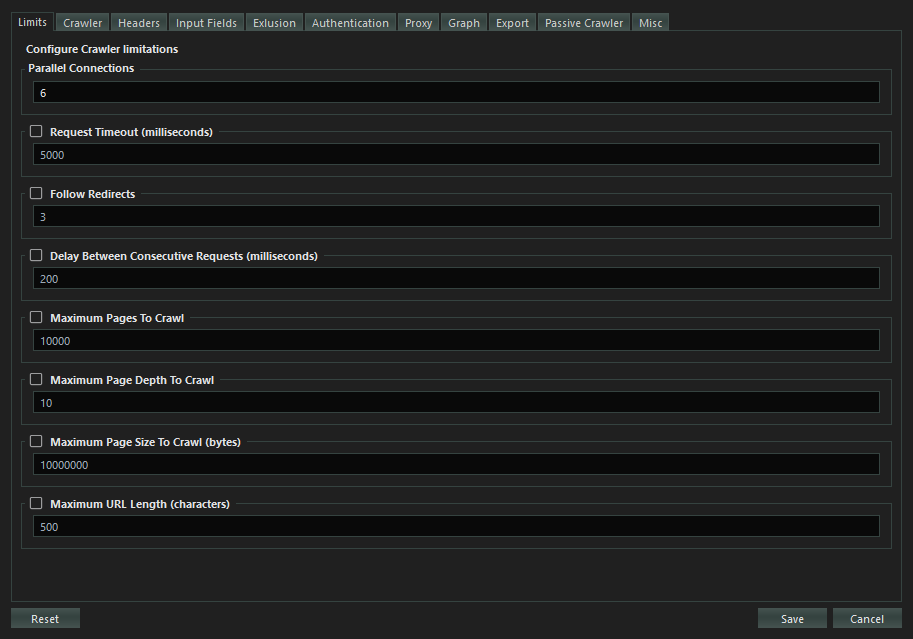 Limits Crawler Headers Input Fields Exlusion Authentication Proxy Graph Export Passive Crawler Misc
Configure Crawler limitations
Parallel Connections
6
Request Timeout (milliseconds)
5000
Follow Redirects
3
Delay Between Consecutive Requests (milliseconds)
200
Maximum Pages To Crawl
10000
Maximum Page Depth To Crawl
10
Maximum Page Size To Crawl (bytes)
10000000
Maximum URL Length (characters)
500
Reset Save Cancel